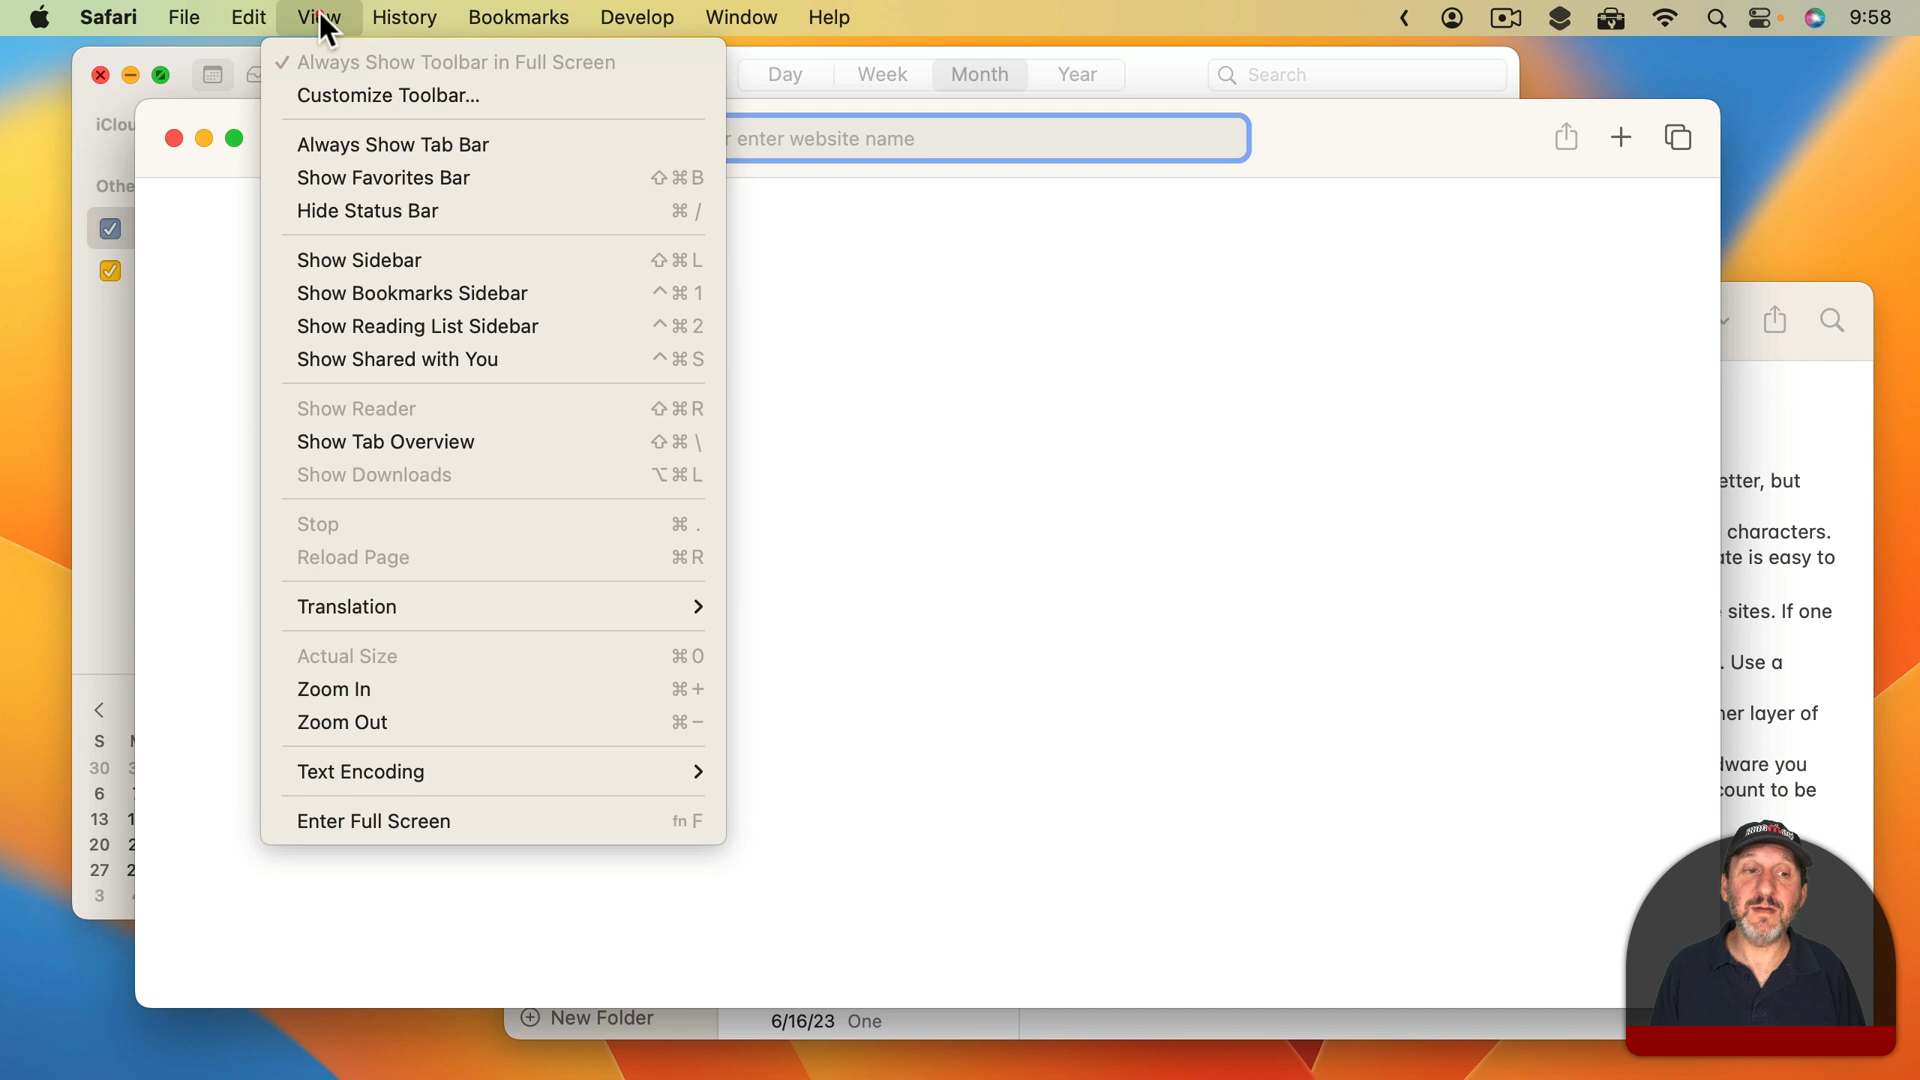 Safari File Edit View History Bookmarks Develop Window Help 9:58
Day Week Month Year Search
✓ Always Show Toolbar in Full Screen
Customize Toolbar...
Always Show Tab Bar
Show Favorites Bar ⇧⌘B
Hide Status Bar ⌘/
Show Sidebar ⇧⌘L
Show Bookmarks Sidebar ^⌘1
Show Reading List Sidebar ^⌘2
Show Shared with You ^⌘S
Show Reader ⇧⌘R
Show Tab Overview ⇧⌘\
Show Downloads ⌥⌘L
Stop ⌘.
Reload Page ⌘R
Translation
Actual Size ⌘0
Zoom In ⌘+
Zoom Out ⌘−
Text Encoding
Enter Full Screen fn F
enter website name
iClou
Othe
S
30
6
13
20
27
3
etter, but
characters.
te is easy to
sites. If one
. Use a
er layer of
ware you
count to be
New Folder
6/16/23 One